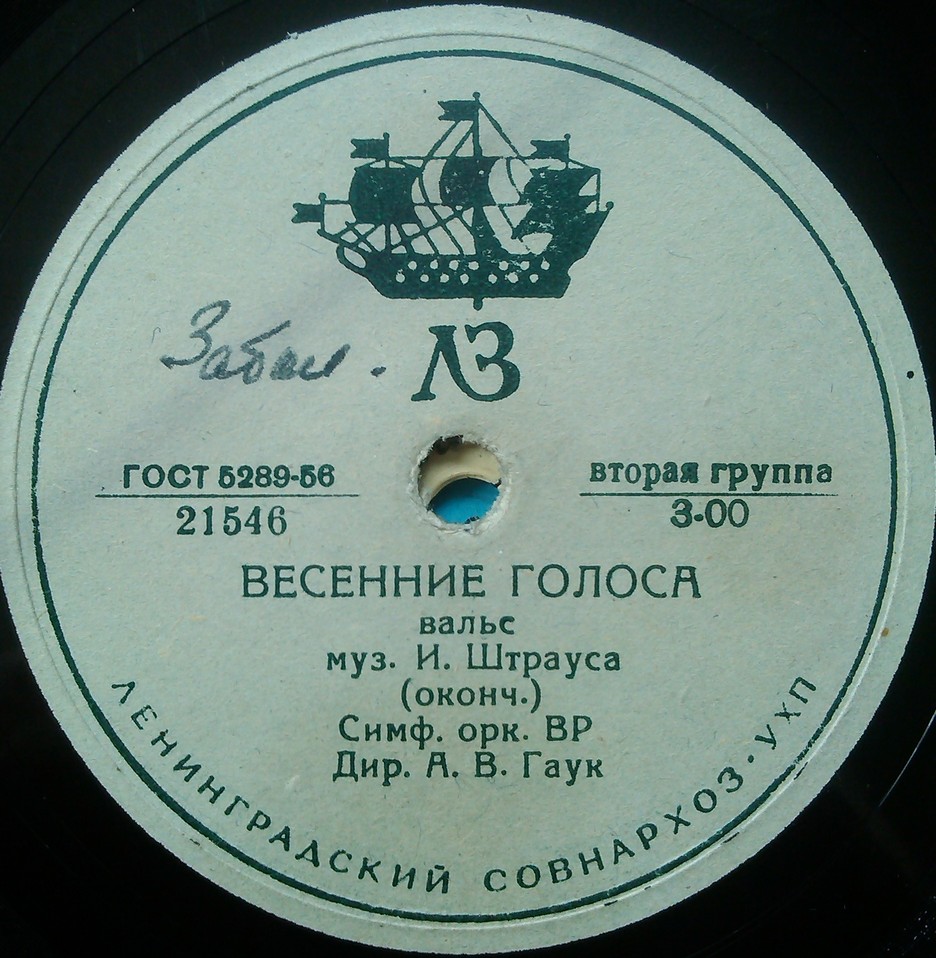 ЛЗ
ГОСТ 5289-56
21546
вторая группа
3-00
ВЕСЕННИЕ ГОЛОСА
вальс
муз. И. Штрауса
(оконч.)
Симф. орк. ВР
Дир. А. В. Гаук
ЛЕНИНГРАДСКИЙ СОВНАРХОЗ · УХП